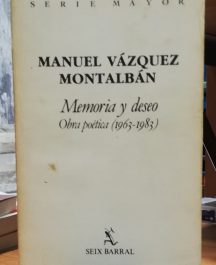 SERIE MAYOR
MANUEL VÁZQUEZ
MONTALBÁN
Memoria y deseo
Obra poética (1963-1983)
SEIX BARRAL